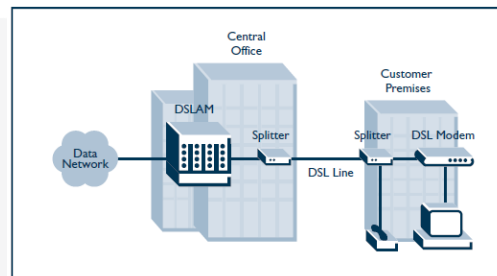 Central
Office
Customer
Premises
DSLAM
Splitter
Splitter
DSL Modem
Data
Network
DSL Line